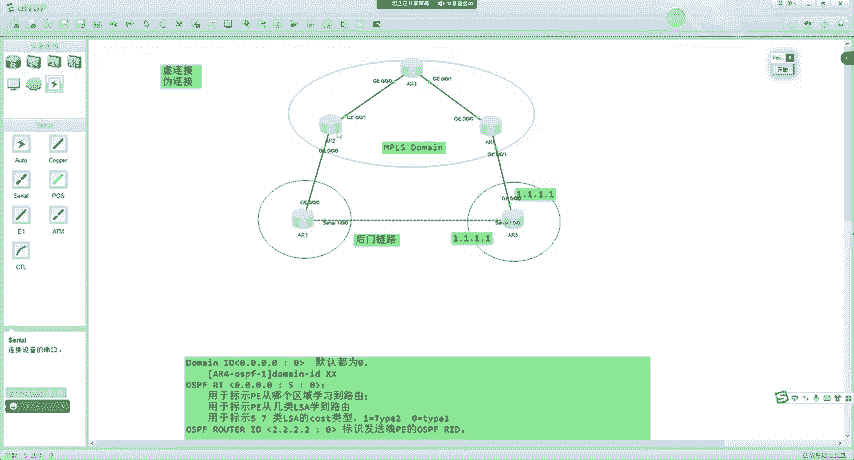 eNSP
虚连接
伪连接
AR3
GE 0/0/0
GE 0/0/1
GE 0/0/1
GE 0/0/0
AR2
AR4
MPLS Domain
GE 0/0/0
GE 0/0/1
GE 0/0/0
GE 0/0/0
1.1.1.1
AR1
AR5
后门链路
1.1.1.1
Auto
Copper
Serial
POS
E1
ATM
CTL
Serial
连接设备的串口。
Domain ID<0.0.0.0 : 0> 默认都为0.
[AR4-ospf-1]domain-id XX
OSPF RT <0.0.0.0 : 5 : 0>:
用于标示PE从哪个区域学习到路由;
用于标示PE从几类LSA学到路由
用于标示5 7 类LSA的cost类型, 1=Type2 0=type1
OSPF ROUTER ID <2.2.2.2 : 0> 标识发送端PE的OSPF RID.